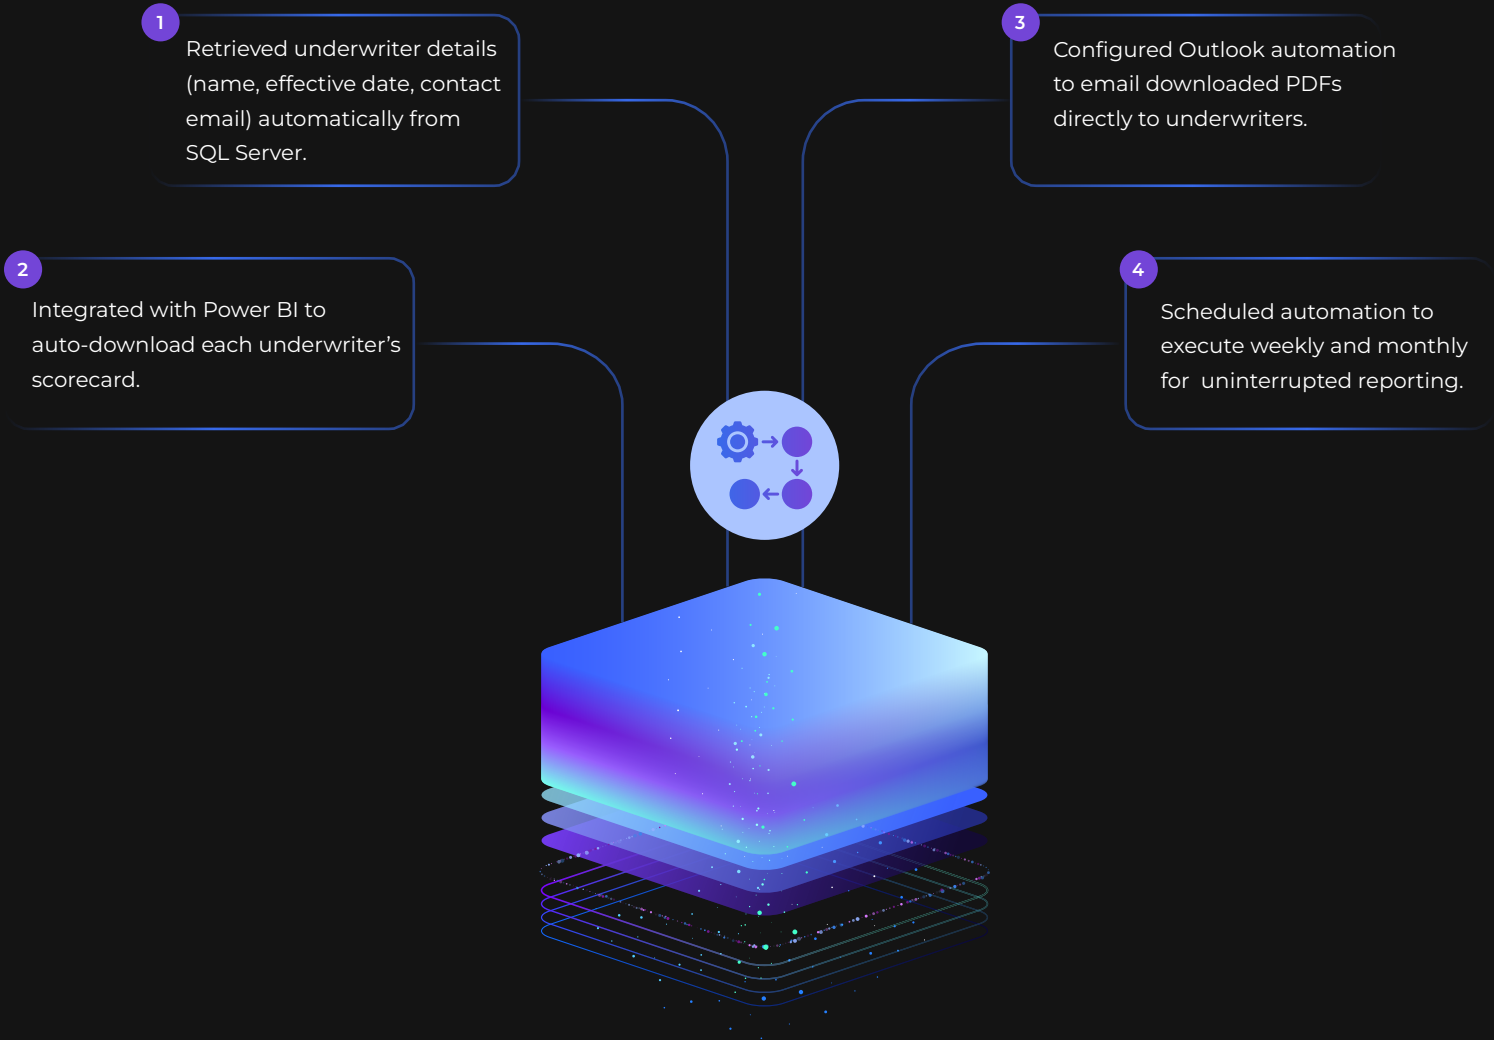 1
Retrieved underwriter details
(name, effective date, contact
email) automatically from
SQL Server.
2
Integrated with Power BI to
auto-download each underwriter’s
scorecard.
3
Configured Outlook automation
to email downloaded PDFs
directly to underwriters.
4
Scheduled automation to
execute weekly and monthly
for  uninterrupted reporting.